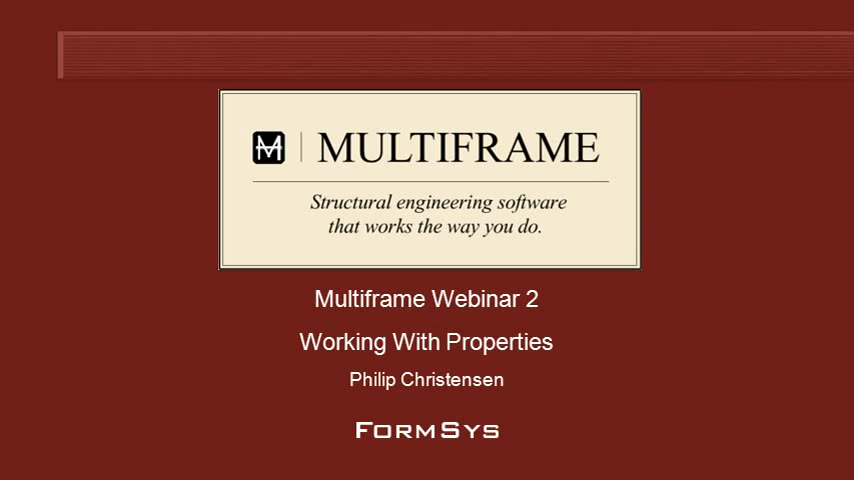 M | MULTIFRAME
Structural engineering software
that works the way you do.
Multiframe Webinar 2
Working With Properties
Philip Christensen
FORMSYS